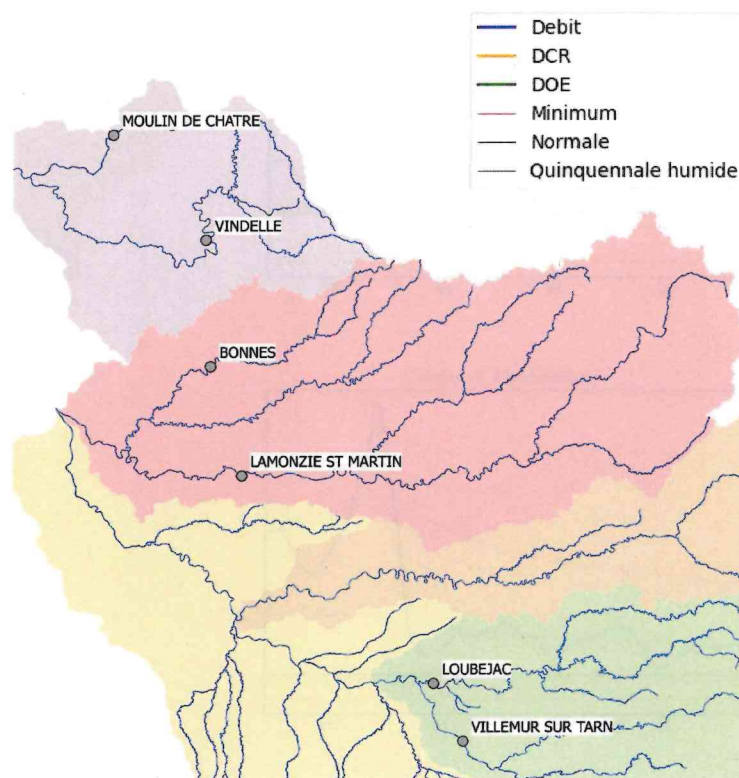 Debit
DCR
DOE
Minimum
Normale
Quinquennale humide
MOULIN DE CHATRE
VINDELLE
BONNES
LAMONZIE ST MARTIN
LOUBEJAC
VILLEMUR SUR TARN